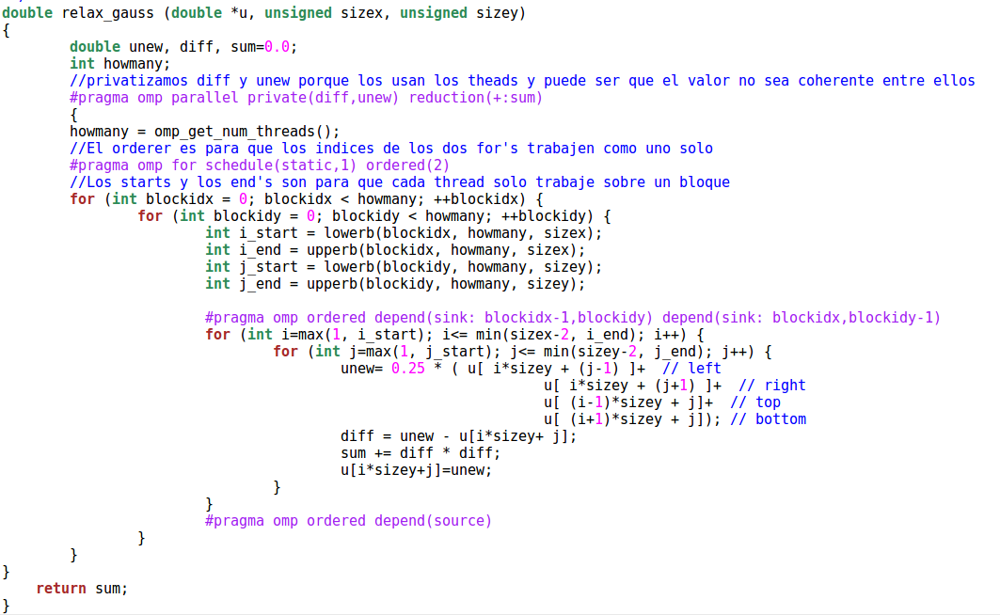 double relax_gauss (double *u, unsigned sizex, unsigned sizey)
{
        double unew, diff, sum=0.0;
        int howmany;
        //privatizamos diff y unew porque los usan los theads y puede ser que el valor no sea coherente entre ellos
        #pragma omp parallel private(diff,unew) reduction(+:sum)
        {
        howmany = omp_get_num_threads();
        //El orderer es para que los indices de los dos for's trabajen como uno solo
        #pragma omp for schedule(static,1) ordered(2)
        //Los starts y los end's son para que cada thread solo trabaje sobre un bloque
        for (int blockidx = 0; blockidx < howmany; ++blockidx) {
                for (int blockidy = 0; blockidy < howmany; ++blockidy) {
                        int i_start = lowerb(blockidx, howmany, sizex);
                        int i_end = upperb(blockidx, howmany, sizex);
                        int j_start = lowerb(blockidy, howmany, sizey);
                        int j_end = upperb(blockidy, howmany, sizey);

                        #pragma omp ordered depend(sink: blockidx-1,blockidy) depend(sink: blockidx,blockidy-1)
                        for (int i=max(1, i_start); i<= min(sizex-2, i_end); i++) {
                                for (int j=max(1, j_start); j<= min(sizey-2, j_end); j++) {
                                        unew= 0.25 * ( u[ i*sizey + (j-1) ]+  // left
                                                                u[ i*sizey + (j+1) ]+  // right
                                                                u[ (i-1)*sizey + j]+  // top
                                                                u[ (i+1)*sizey + j]); // bottom
                                        diff = unew - u[i*sizey+ j];
                                        sum += diff * diff;
                                        u[i*sizey+j]=unew;
                                }
                        }
                        #pragma omp ordered depend(source)
                }
        }
}
    return sum;
}